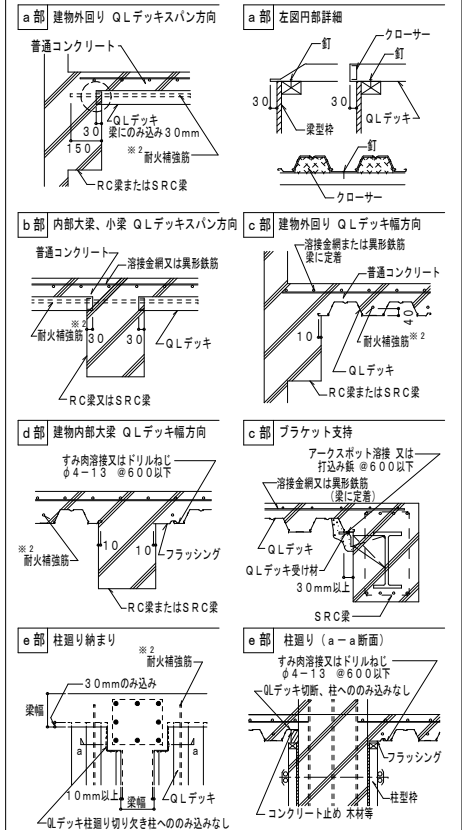 a部 建物外回り QLデッキスパン方向
普通コンクリート
30
QLデッキ
梁にのみ込み30mm
150
※2
耐火補強筋
RC梁またはSRC梁
a部 左図円部詳細
クローサー
釘
釘
30
30
QLデッキ
梁型枠
釘
クローサー
b部 内部大梁、小梁 QLデッキスパン方向
普通コンクリート
溶接金網又は異形鉄筋
※2
耐火補強筋
30
30
QLデッキ
RC梁又はSRC梁
c部 建物外回り QLデッキ幅方向
溶接金網または異形鉄筋
梁に定着
普通コンクリート
40
10
耐火補強筋※2
QLデッキ
RC梁またはSRC梁
d部 建物内部大梁 QLデッキ幅方向
すみ肉溶接又はドリルねじ
φ4-13 @600以下
10
10
フラッシング
※2
耐火補強筋
RC梁またはSRC梁
c部 ブラケット支持
アークスポット溶接 又は
打込み鋲 @600以下
溶接金網又は異形鉄筋
(梁に定着)
QLデッキ
QLデッキ受け材
30mm以上
SRC梁
e部 柱廻り納まり
※2
耐火補強筋
30mmのみ込み
梁幅
a
a
10mm以上
梁幅
QLデッキ
QLデッキ柱廻り切り欠き柱へののみ込みなし
e部 柱廻り (a-a断面)
すみ肉溶接又はドリルねじ
φ4-13 @600以下
QLデッキ切断、柱へののみ込みなし
フラッシング
柱型枠
コンクリート止め 木材等